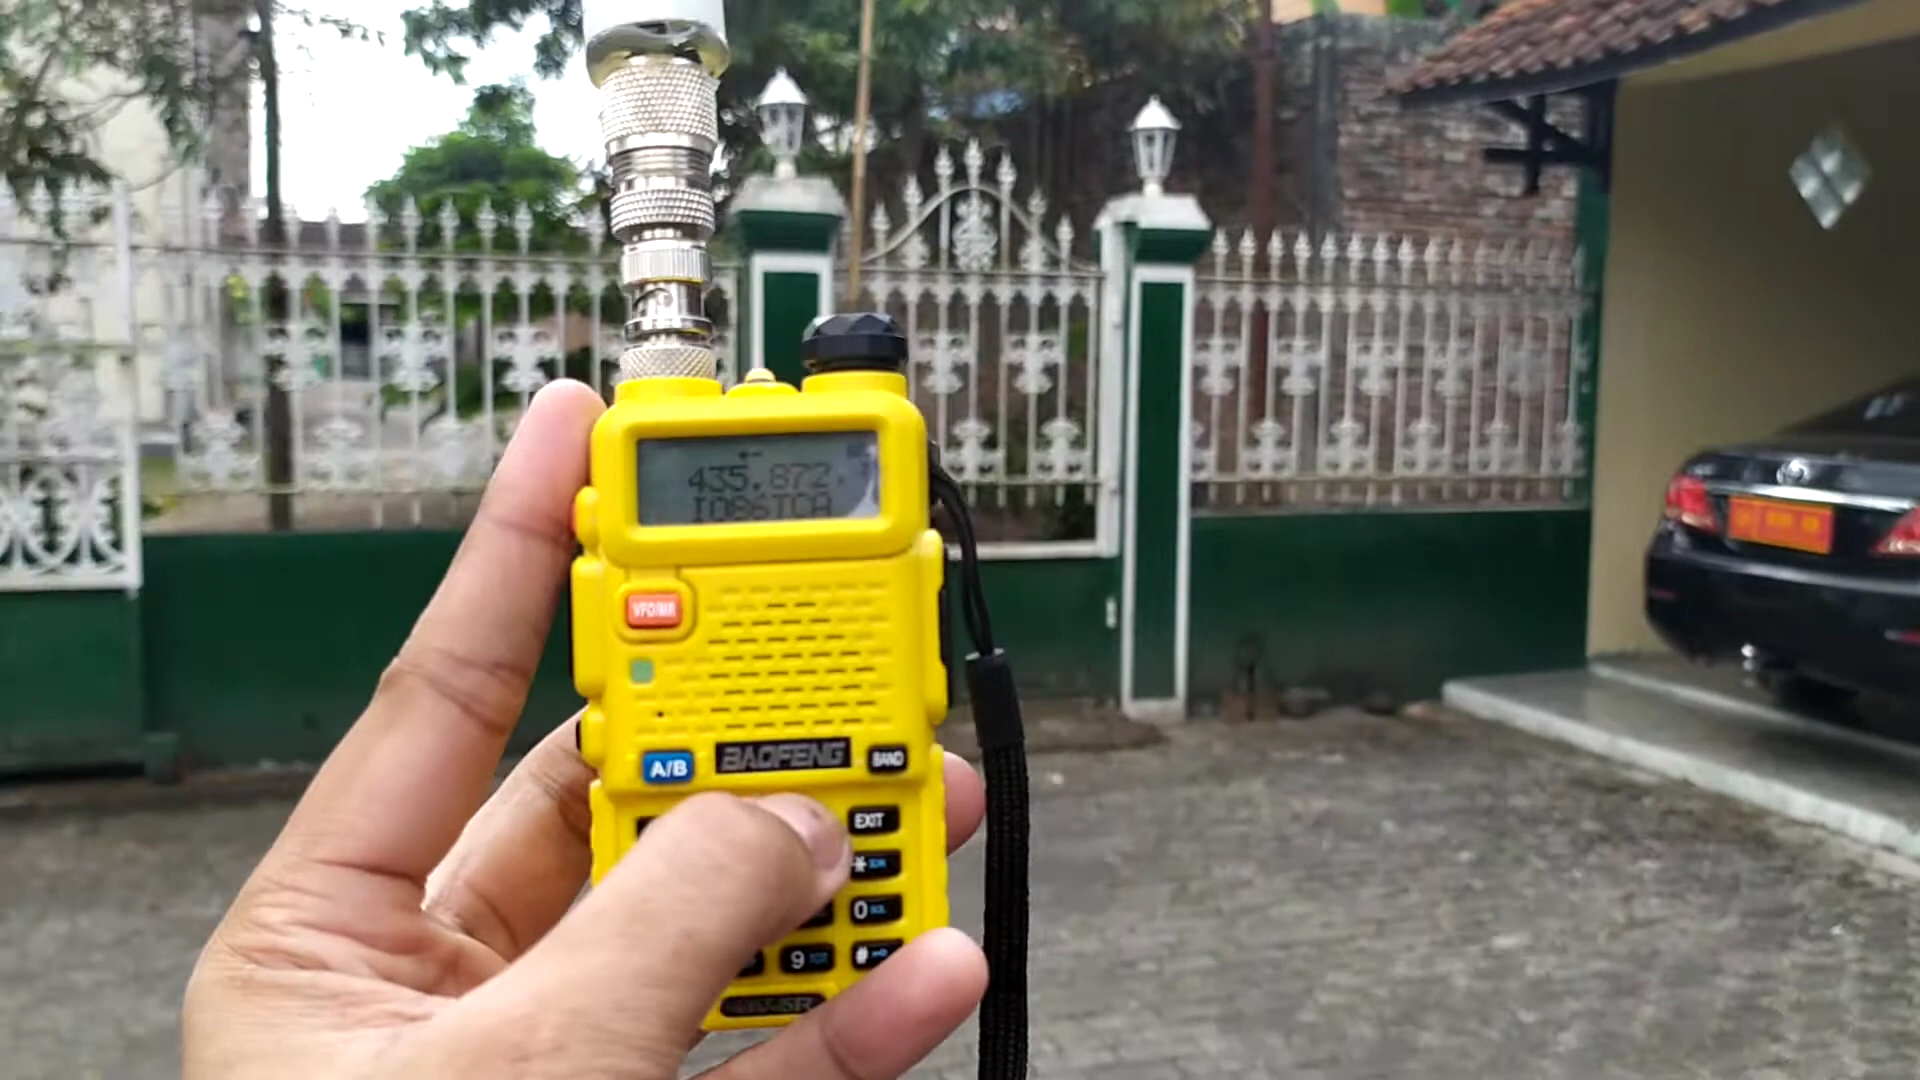 435.872
IO86TCA
VFO/MR
A/B
BAOFENG
BAND
EXIT
*
0
9
#